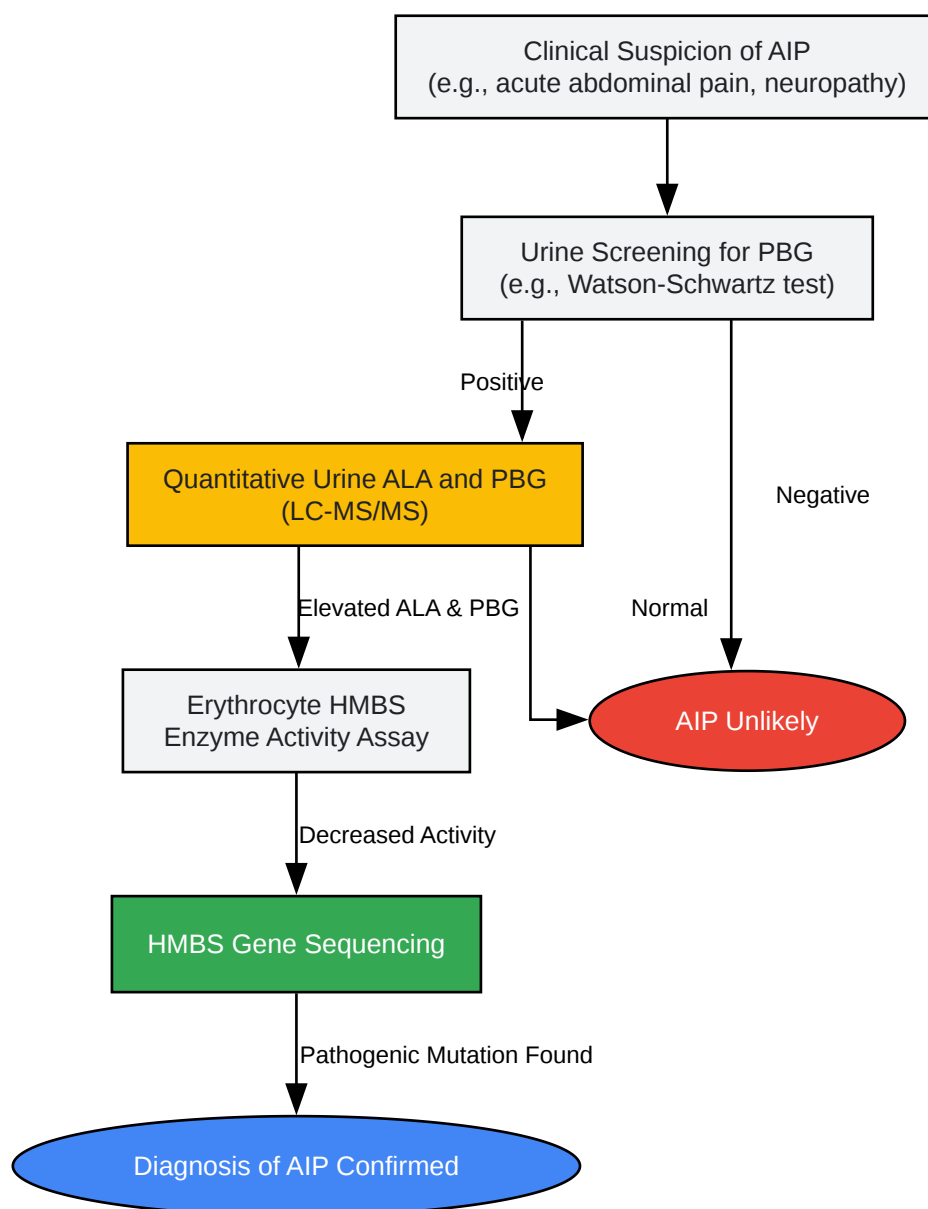 Clinical Suspicion of AIP
(e.g., acute abdominal pain, neuropathy)
Urine Screening for PBG
(e.g., Watson-Schwartz test)
Positive
Negative
Quantitative Urine ALA and PBG
(LC-MS/MS)
Elevated ALA & PBG
Normal
Erythrocyte HMBS
Enzyme Activity Assay
AIP Unlikely
Decreased Activity
HMBS Gene Sequencing
Pathogenic Mutation Found
Diagnosis of AIP Confirmed